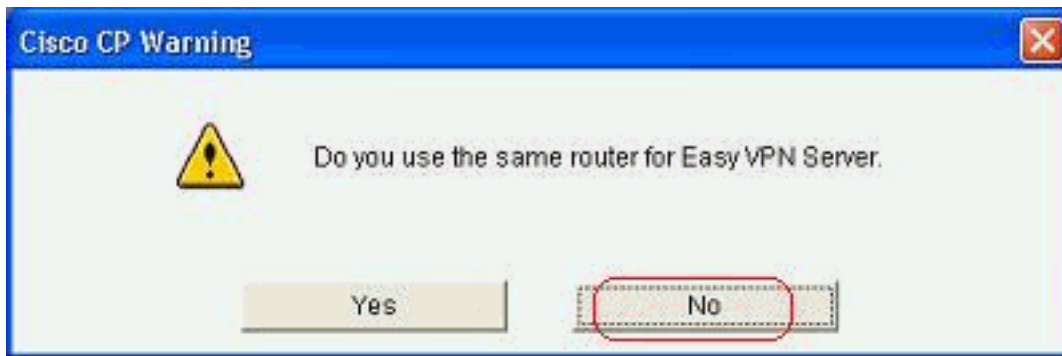 Cisco CP Warning
Do you use the same router for Easy VPN Server.
Yes
No